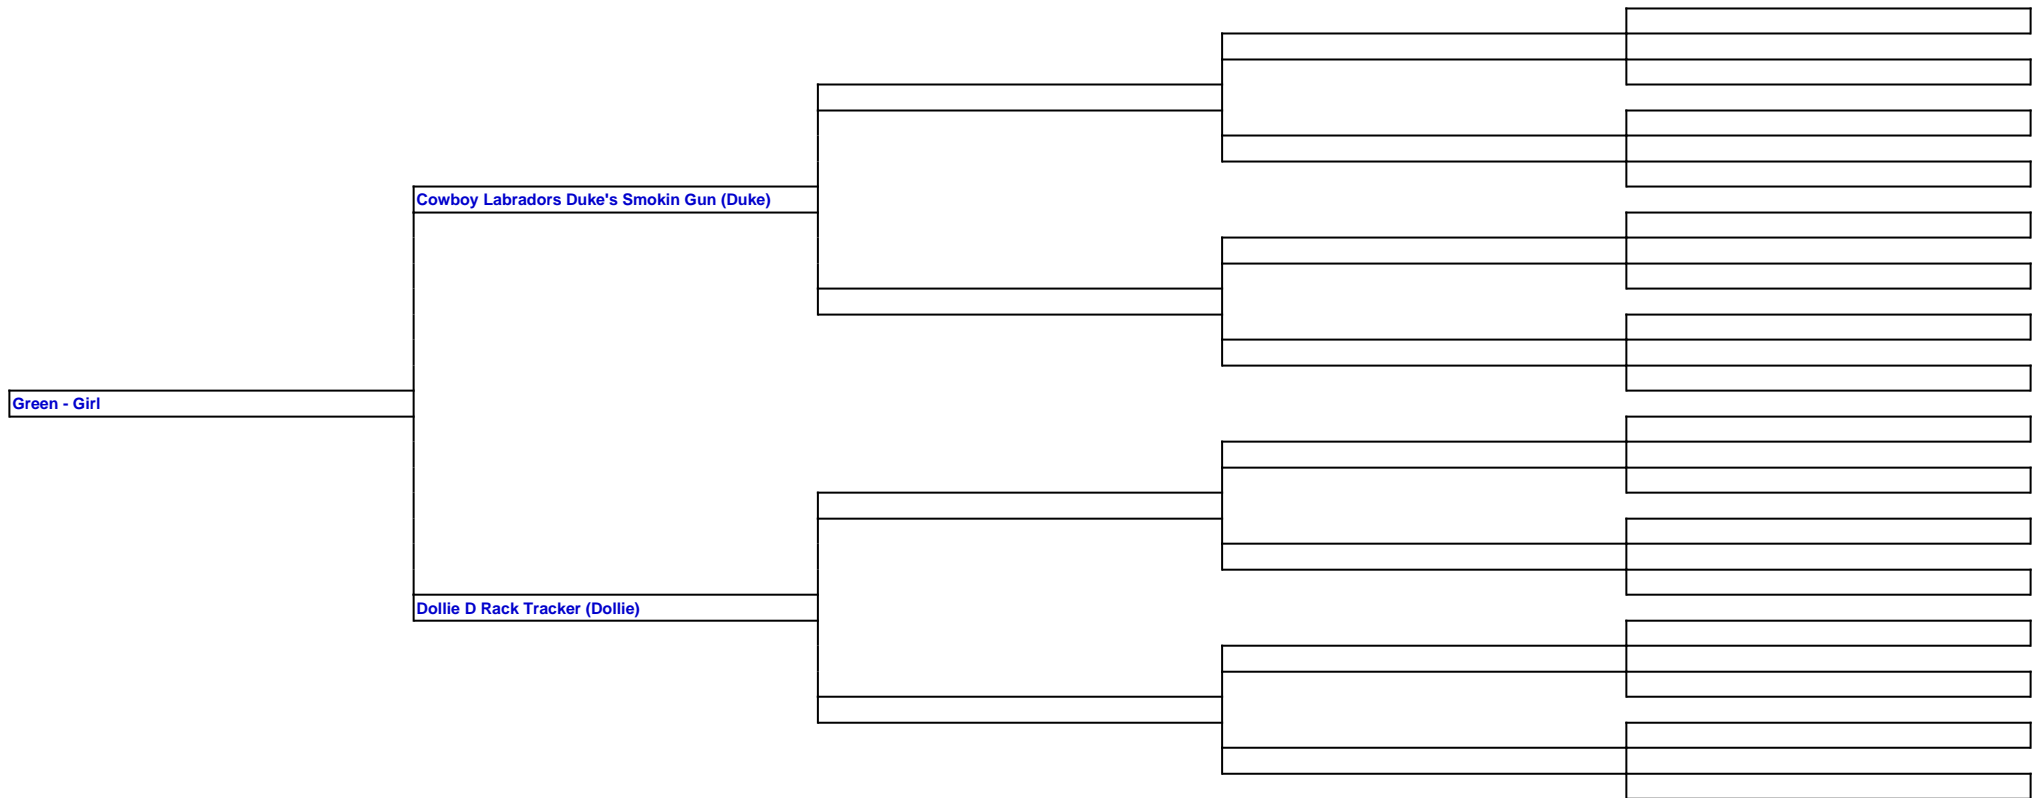 Cowboy Labradors Duke's Smokin Gun (Duke)
Green - Girl
Dollie D Rack Tracker (Dollie)